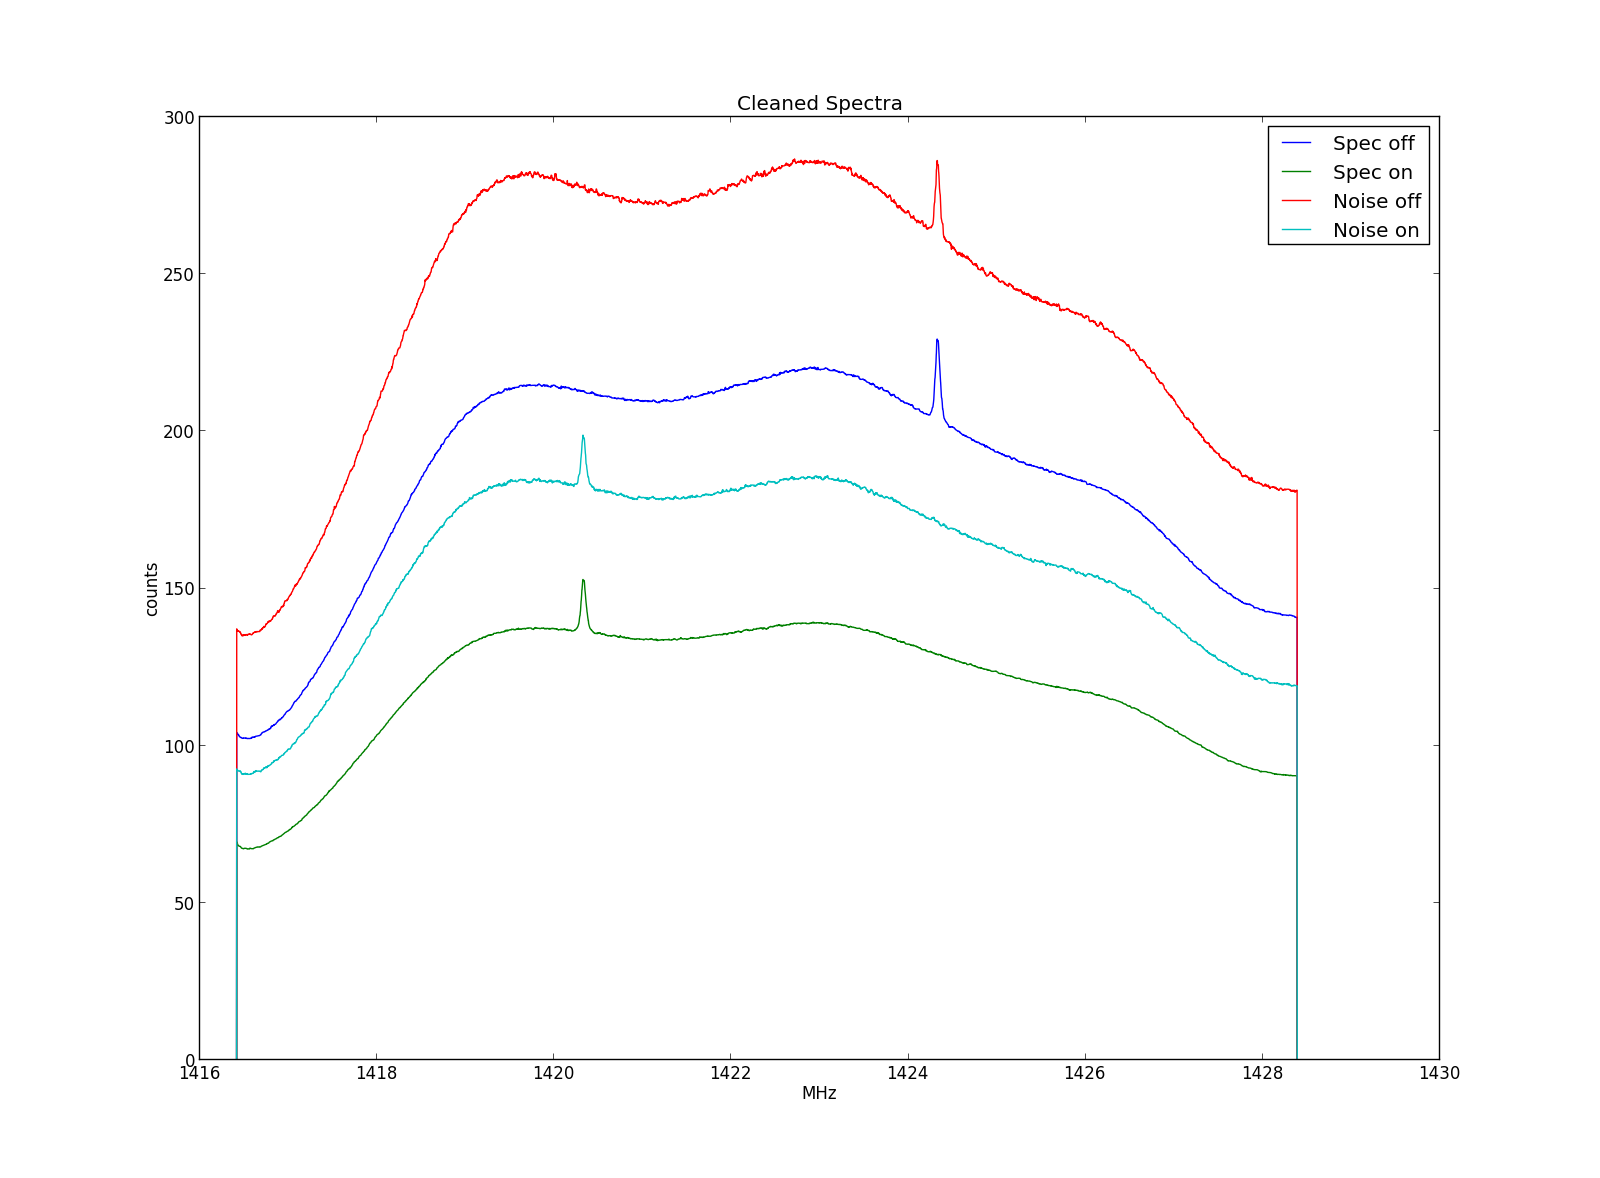 Cleaned Spectra
300
250
200
150
100
50
0
counts
Spec off
Spec on
Noise off
Noise on
1416 1418 1420 1422 1424 1426 1428 1430
MHz